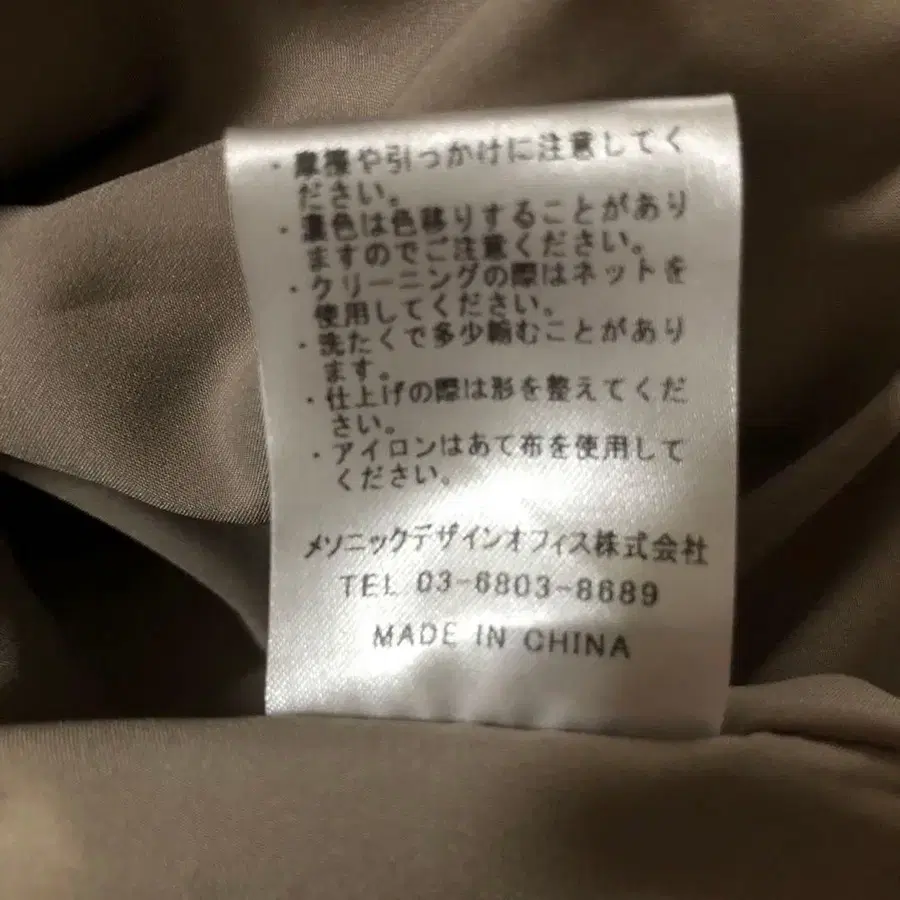 ・摩擦や引っかけに注意してく
ださい。
・濃色は色移りすることがあり
ますのでご注意ください。
・クリーニングの際はネットを
使用してください。
・洗たくで多少縮むことがあり
ます。
・仕上げの際は形を整えてくだ
さい。
・アイロンはあて布を使用して
ください。
メソニックデザインオフィス株式会社
TEL 03-6803-8689
MADE IN CHINA